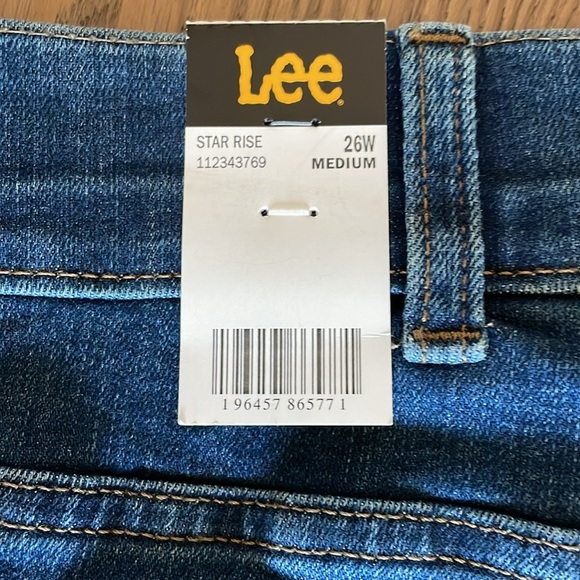 Lee®
STAR RISE 26W
112343769 MEDIUM
1 96457 86577 1